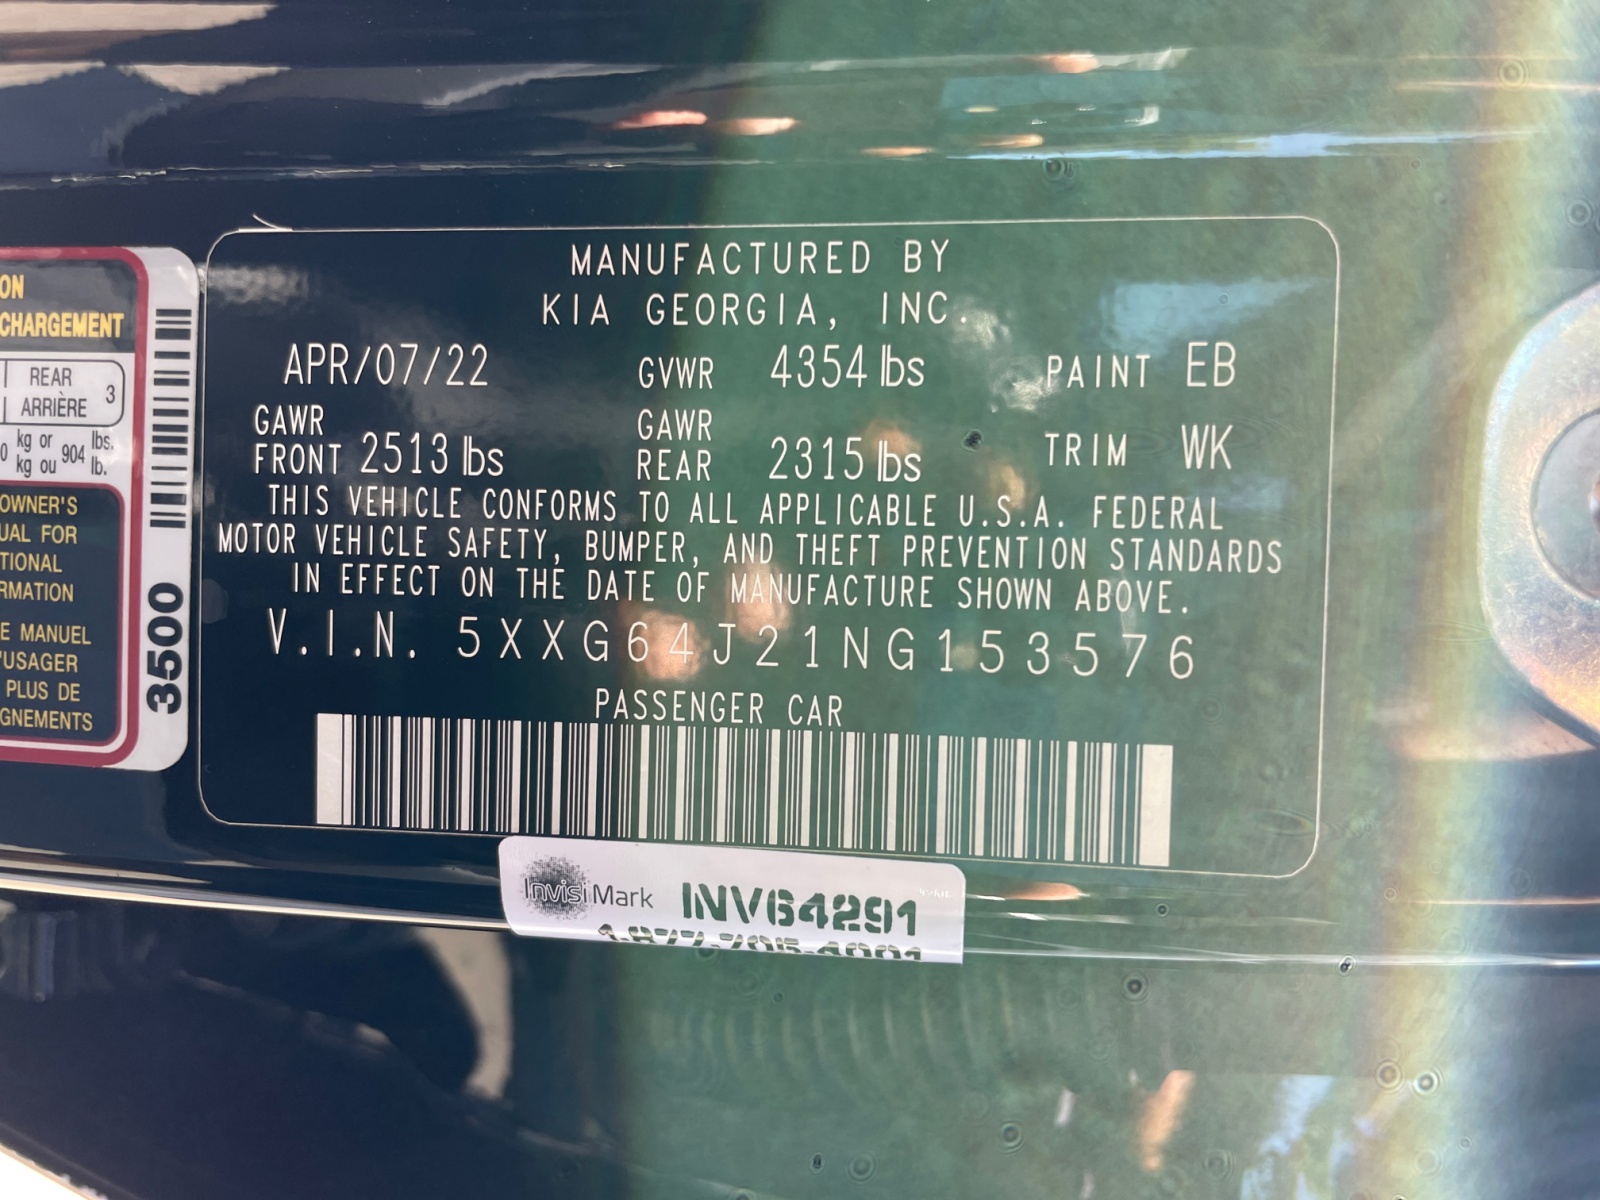 ON
CHARGEMENT
REAR
ARRIÈRE
3
0 kg or 904 lbs.
kg ou lb.
OWNER'S
UAL FOR
TIONAL
RMATION
E MANUEL
'USAGER
PLUS DE
GNEMENTS
3500
MANUFACTURED BY
KIA GEORGIA, INC.
APR/07/22 GVWR 4354 lbs PAINT EB
GAWR FRONT 2513 lbs GAWR REAR 2315 lbs TRIM WK
THIS VEHICLE CONFORMS TO ALL APPLICABLE U.S.A. FEDERAL
MOTOR VEHICLE SAFETY, BUMPER, AND THEFT PREVENTION STANDARDS
IN EFFECT ON THE DATE OF MANUFACTURE SHOWN ABOVE.
V.I.N. 5XXG64J21NG153576
PASSENGER CAR
InvisiMark INV64291